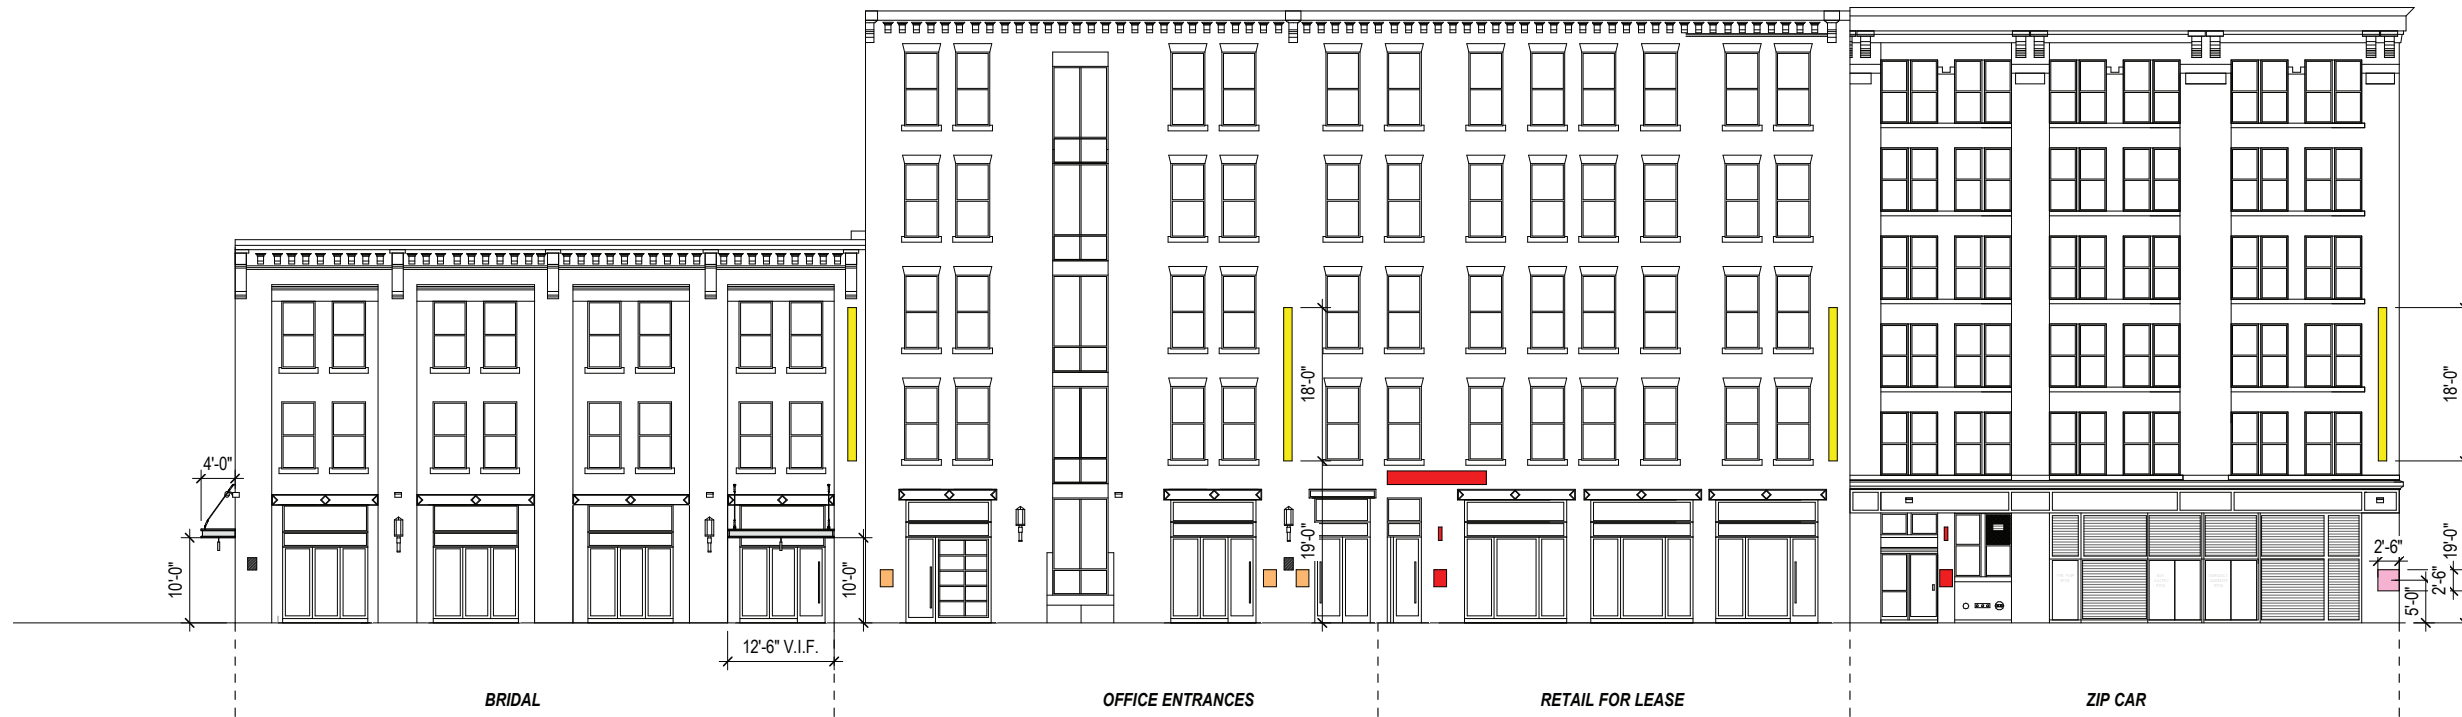 4'-0"
10'-0"
12'-6" V.I.F.
10'-0"
18'-0"
19'-0"
18'-0"
2'-6"
19'-0"
2'-6"
5'-0"
BRIDAL
OFFICE ENTRANCES
RETAIL FOR LEASE
ZIP CAR